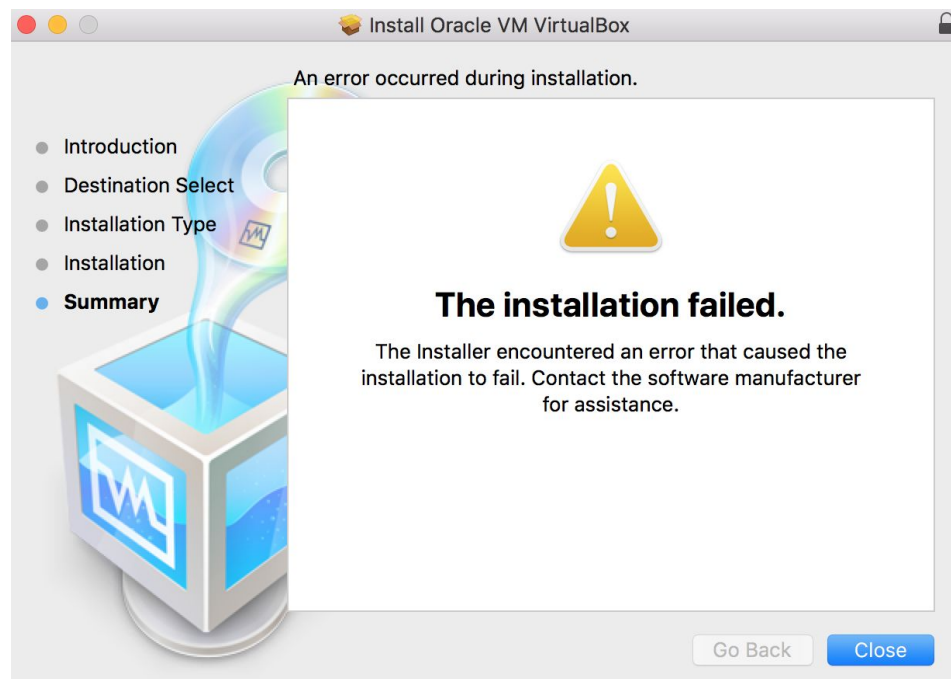 Install Oracle VM VirtualBox
An error occurred during installation.
Introduction
Destination Select
Installation Type
Installation
Summary
The installation failed.
The Installer encountered an error that caused the
installation to fail. Contact the software manufacturer
for assistance.
Go Back
Close